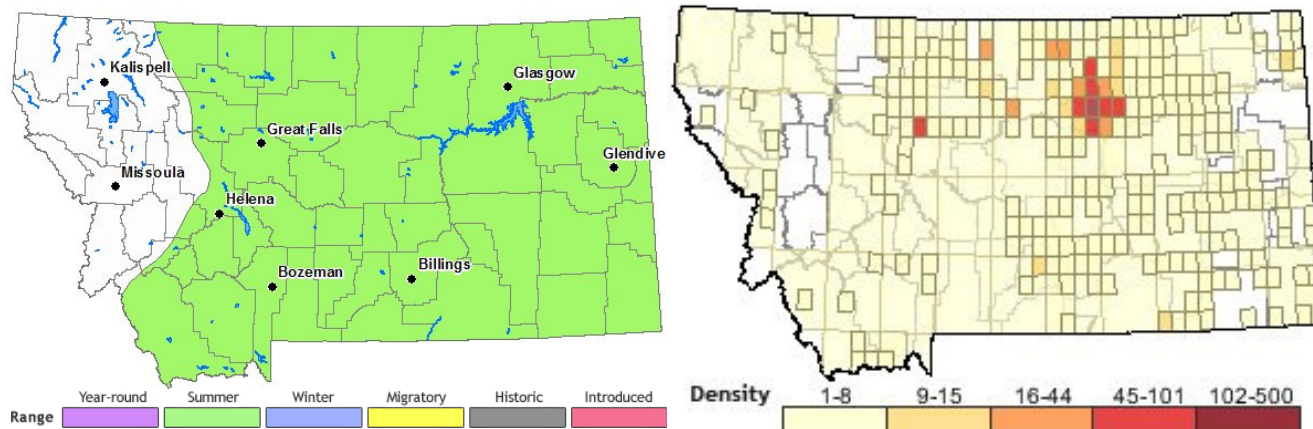 Kalispell
Glasgow
Great Falls
Glendive
Missoula
Helena
Bozeman
Billings
Range Year-round Summer Winter Migratory Historic Introduced
Density 1-8 9-15 16-44 45-101 102-500